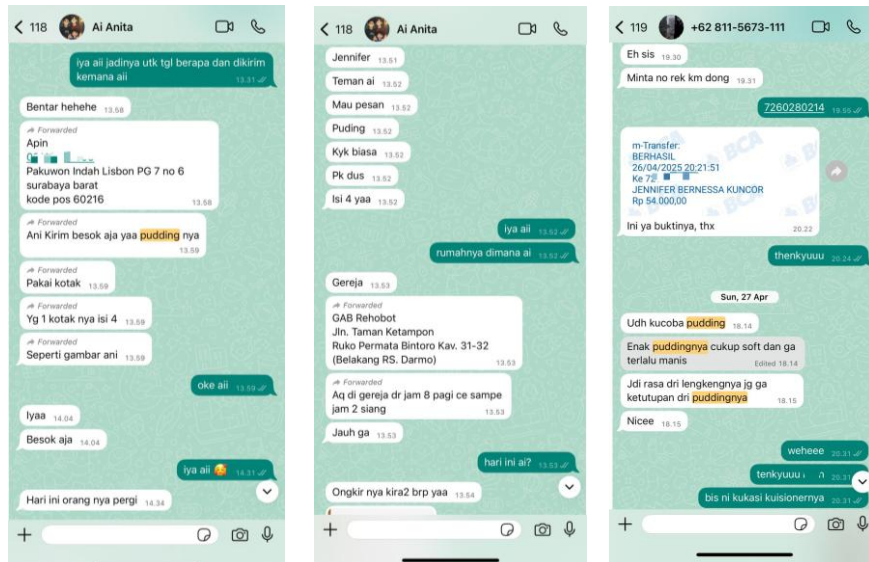 118 Ai Anita
iya aii jadinya utk tgl berapa dan dikirim
kemana aii
13.31
Bentar hehehe 13.58
Forwarded
Apin
Pakuwon Indah Lisbon PG 7 no 6
surabaya barat
kode pos 60216
13.58
Forwarded
Ani Kirim besok aja yaa pudding nya
13.59
Forwarded
Pakai kotak 13.59
Forwarded
Yg 1 kotak nya isi 4 13.59
Forwarded
Seperti gambar ani 13.59
oke aii 13.59
Iyaa 14.04
Besok aja 14.04
iya aii 🥰 14.31
Hari ini orang nya pergi 14.34
118 Ai Anita
Jennifer 13.51
Teman ai 13.52
Mau pesan 13.52
Puding 13.52
Kyk biasa 13.52
Pk dus 13.52
Isi 4 yaa 13.52
iya aii 13.52
rumahnya dimana ai 13.52
Gereja 13.53
Forwarded
GAB Rehobot
Jln. Taman Ketampon
Ruko Permata Bintoro Kav. 31-32
(Belakang RS. Darmo) 13.53
Forwarded
Aq di gereja dr jam 8 pagi ce sampe
jam 2 siang 13.53
Jauh ga 13.53
hari ini ai? 13.53
Ongkir nya kira2 brp yaa 13.54
119 +62 811-5673-111
Eh sis 19.30
Minta no rek km dong 19.31
7260280214 19.55
m-Transfer:
BERHASIL
26/04/2025 20:21:51
Ke 72
JENNIFER BERNESSA KUNCOR
Rp 54.000,00
BCA
Ini ya buktinya, thx 20.22
thenkyuuu 20.24
Sun, 27 Apr
Udh kucoba pudding 18.14
Enak puddingnya cukup soft dan ga
terlalu manis Edited 18.14
Jdi rasa dri lengkengnya jg ga
ketutupan dri puddingnya 18.15
Nicee 18.15
weheee 20.31
tenkyuuu 20.31
bis ni kukasi kuisionernya 20.31